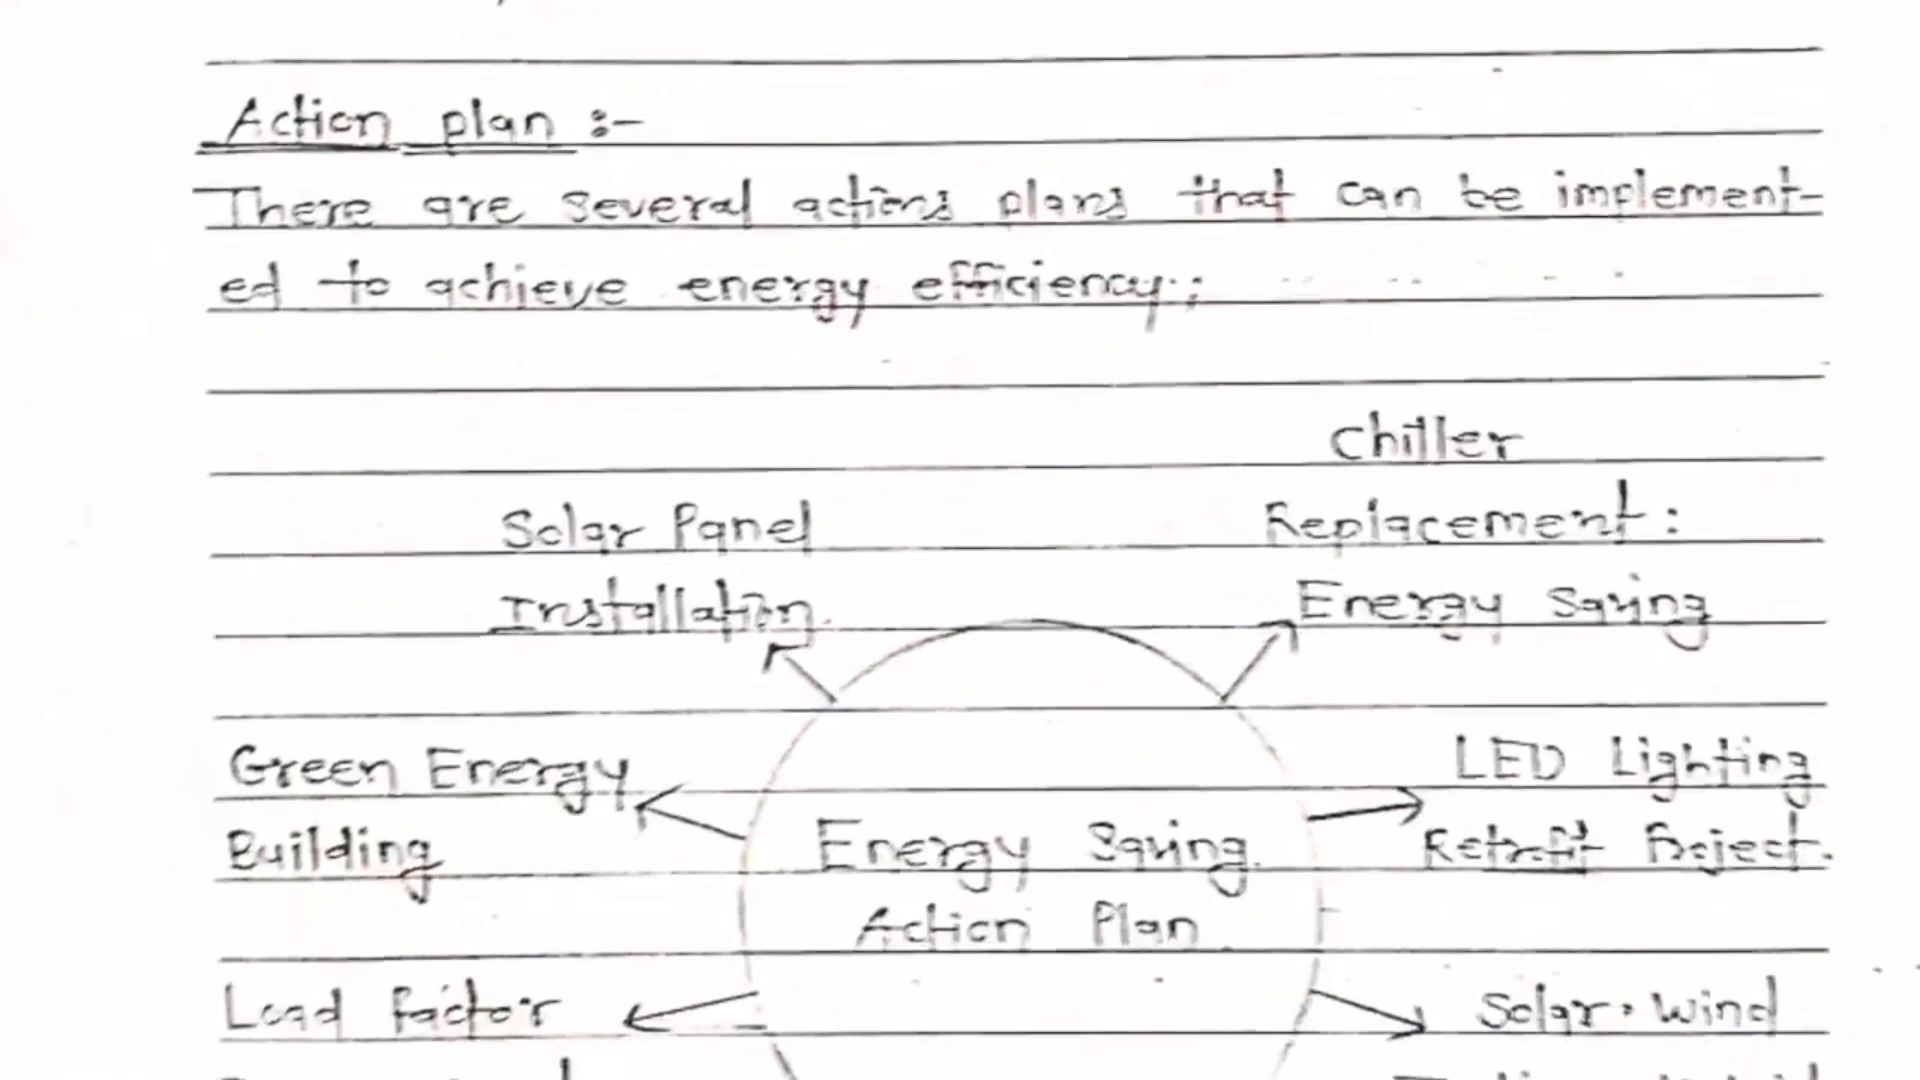 Action plan :-
There are several actions plans that can be implement-
ed to achieve energy efficiency.:
Chiller
Solar Panel
Replacement:
Installation.
Energy Saving
Green Energy
LED Lighting
Building
Energy Saving
Retrofit Project.
Action Plan
Load factor
Solar. Wind